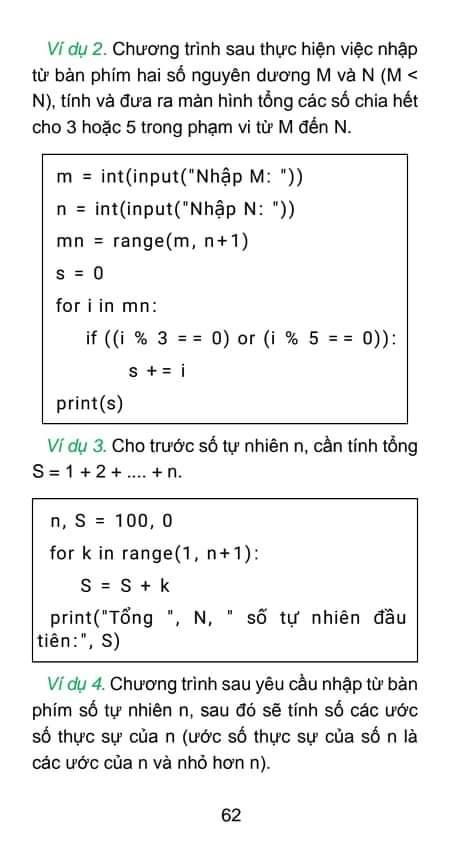 Ví dụ 2. Chương trình sau thực hiện việc nhập
từ bàn phím hai số nguyên dương M và N (M <
N), tính và đưa ra màn hình tổng các số chia hết
cho 3 hoặc 5 trong phạm vi từ M đến N.
m = int(input("Nhập M: "))
n = int(input("Nhập N: "))
mn = range(m, n+1)
s = 0
for i in mn:
if ((i % 3 = = 0) or (i % 5 = = 0)):
s + = i
print(s)
Ví dụ 3. Cho trước số tự nhiên n, cần tính tổng
S = 1 + 2 + .... + n.
n, S = 100, 0
for k in range(1, n+1):
S = S + k
print("Tổng ", N, " số tự nhiên đầu
tiên:", S)
Ví dụ 4. Chương trình sau yêu cầu nhập từ bàn
phím số tự nhiên n, sau đó sẽ tính số các ước
số thực sự của n (ước số thực sự của số n là
các ước của n và nhỏ hơn n).
62